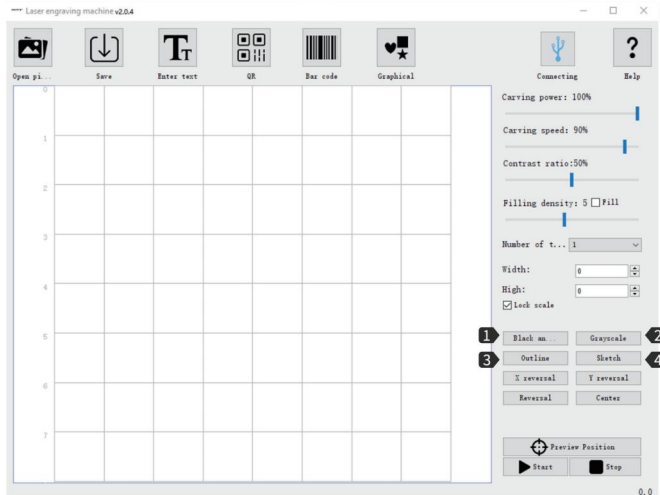 Laser engraving machine v2.0.4
Open pi...
Save
Enter text
QR
Bar code
Graphical
Connecting
Help
0
1
2
3
4
5
6
7
Carving power: 100%
Carving speed: 90%
Contrast ratio:50%
Filling density: 5 Fill
Number of t... 1
Width: 0
High: 0
Lock scale
1 Black an... Grayscale 2
3 Outline Sketch 4
X reversal Y reversal
Reversal Center
Preview Position
Start Stop
0, 0